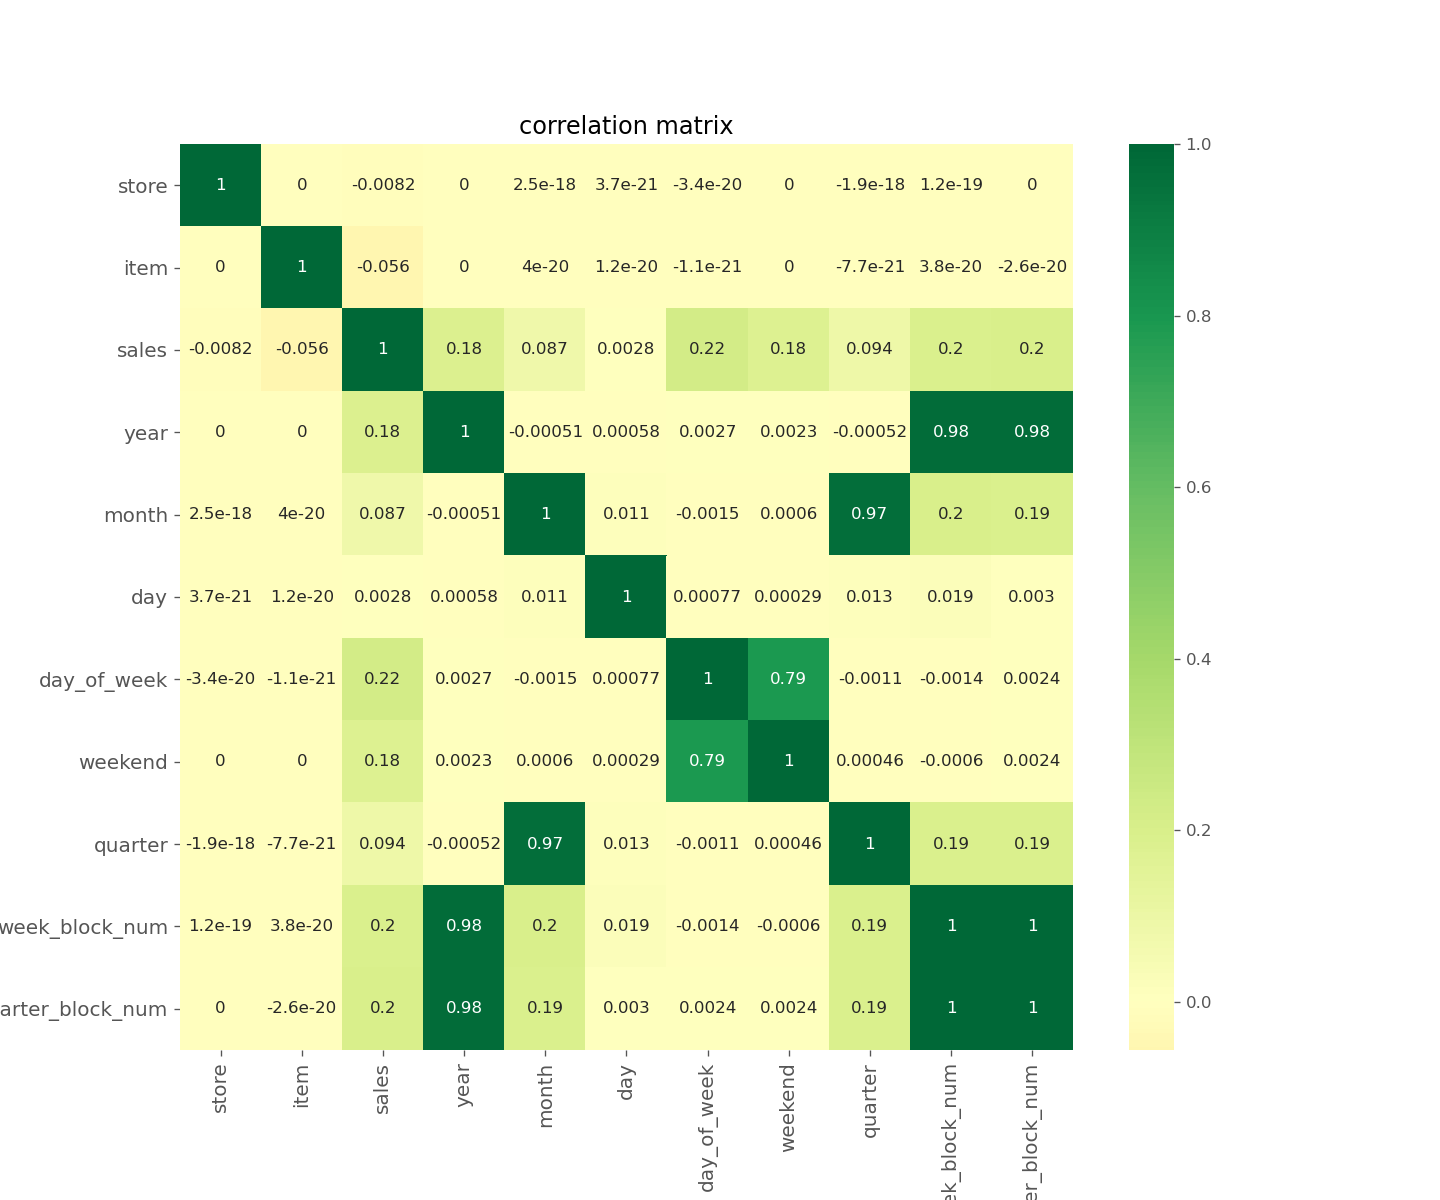 correlation matrix
store 1 0 -0.0082 0 2.5e-18 3.7e-21 -3.4e-20 0 -1.9e-18 1.2e-19 0
item 0 1 -0.056 0 4e-20 1.2e-20 -1.1e-21 0 -7.7e-21 3.8e-20 -2.6e-20
sales -0.0082 -0.056 1 0.18 0.087 0.0028 0.22 0.18 0.094 0.2 0.2
year 0 0 0.18 1 -0.00051 0.00058 0.0027 0.0023 -0.00052 0.98 0.98
month 2.5e-18 4e-20 0.087 -0.00051 1 0.011 -0.0015 0.0006 0.97 0.2 0.19
day 3.7e-21 1.2e-20 0.0028 0.00058 0.011 1 0.00077 0.00029 0.013 0.019 0.003
day_of_week -3.4e-20 -1.1e-21 0.22 0.0027 -0.0015 0.00077 1 0.79 -0.0011 -0.0014 0.0024
weekend 0 0 0.18 0.0023 0.0006 0.00029 0.79 1 0.00046 -0.0006 0.0024
quarter -1.9e-18 -7.7e-21 0.094 -0.00052 0.97 0.013 -0.0011 0.00046 1 0.19 0.19
week_block_num 1.2e-19 3.8e-20 0.2 0.98 0.2 0.019 -0.0014 -0.0006 0.19 1 1
arter_block_num 0 -2.6e-20 0.2 0.98 0.19 0.003 0.0024 0.0024 0.19 1 1
store item sales year month day day_of_week weekend quarter ek_block_num er_block_num
1.0
0.8
0.6
0.4
0.2
0.0